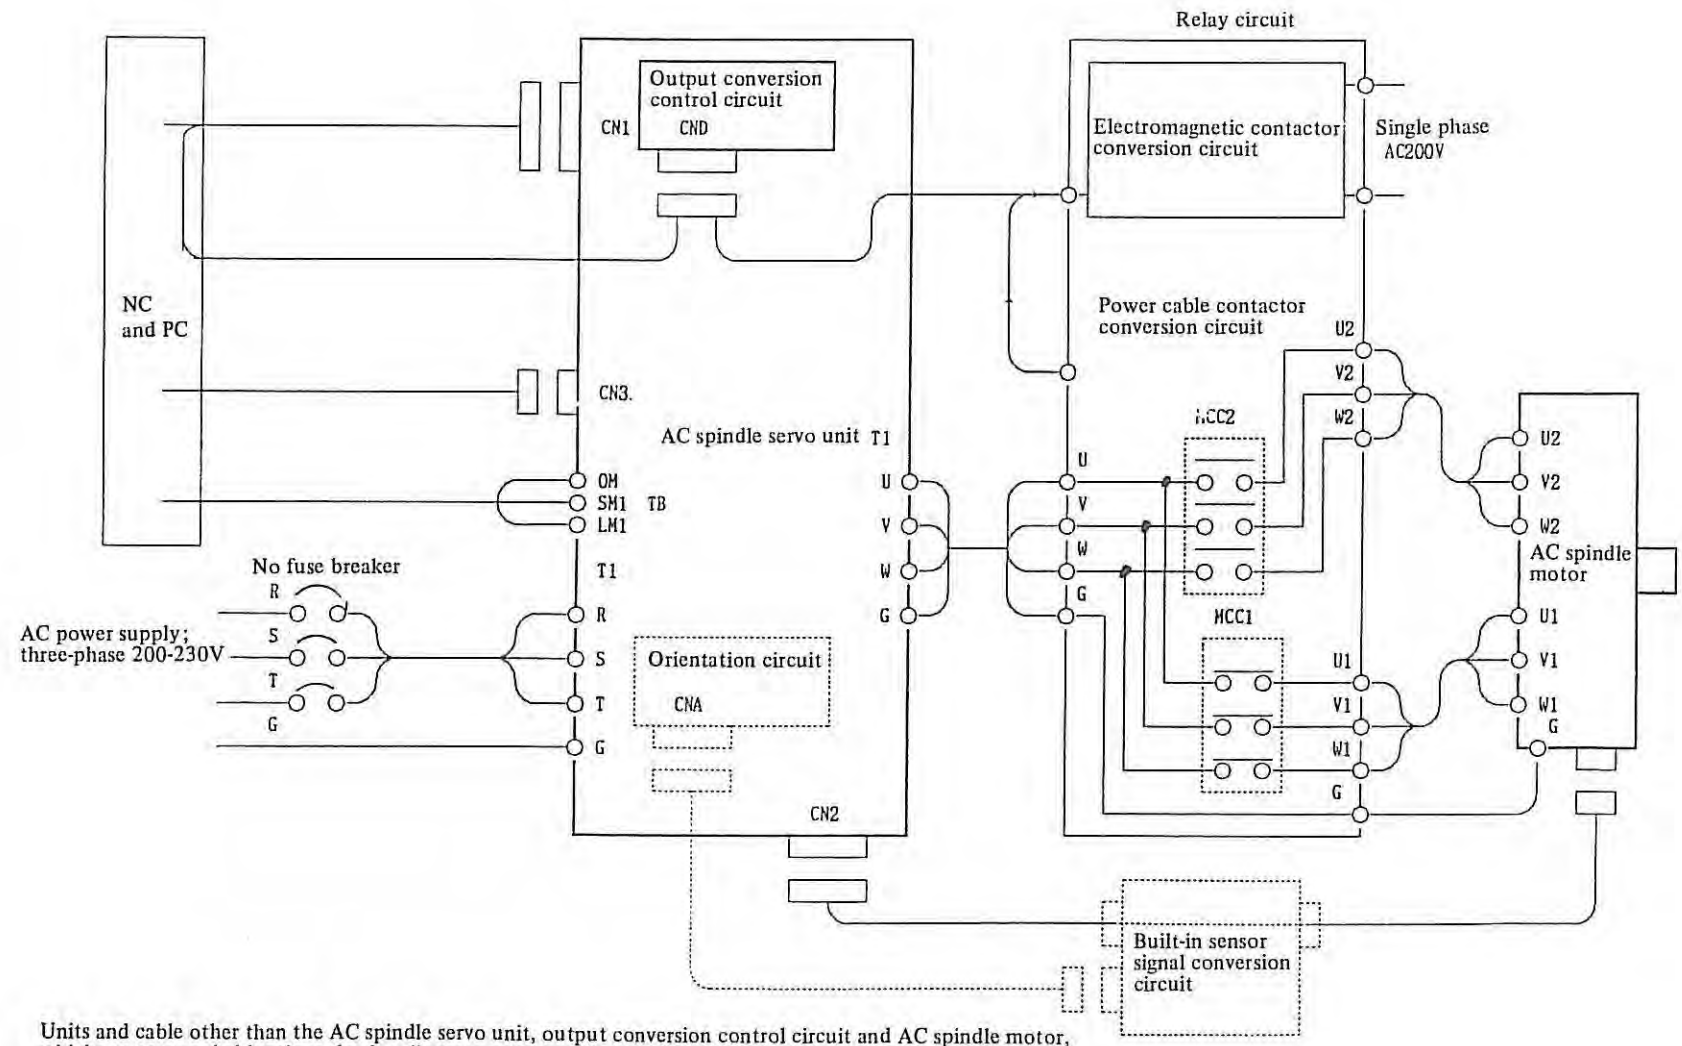 Relay circuit
Output conversion
control circuit
CN1
CND
Electromagnetic contactor
conversion circuit
Single phase
AC200V
NC
and PC
Power cable contactor
conversion circuit
U2
V2
W2
CN3.
MCC2
AC spindle servo unit T1
OM
SM1 TB
LM1
U
V
W
G
U
V
W
G
U2
V2
W2
AC spindle
motor
No fuse breaker
T1
R
S
T
G
AC power supply;
three-phase 200-230V
R
S
T
G
Orientation circuit
CNA
MCC1
U1
V1
W1
G
U1
V1
W1
G
CN2
Built-in sensor
signal conversion
circuit
Units and cable other than the AC spindle servo unit, output conversion control circuit and AC spindle motor,